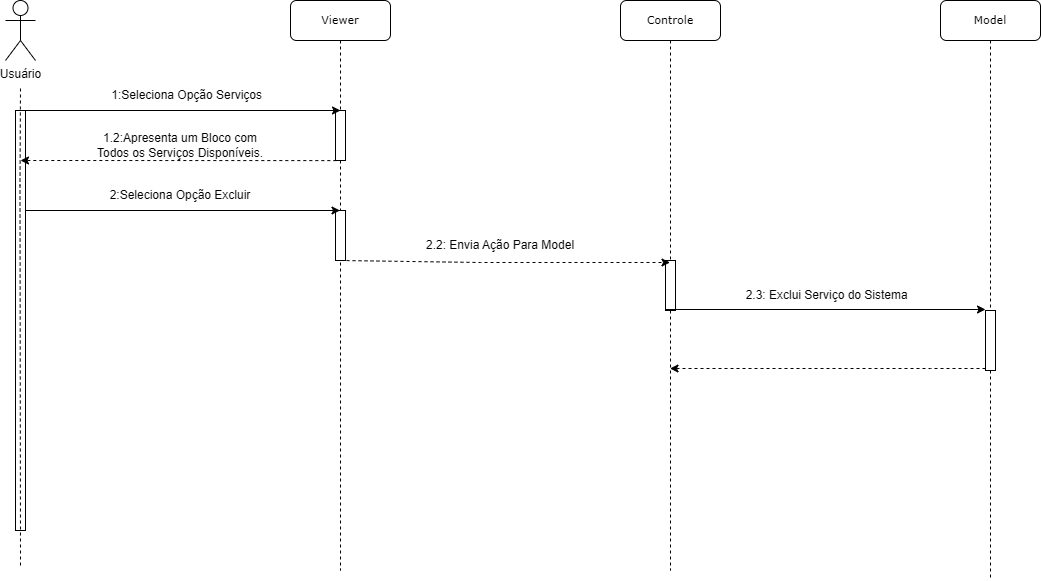 Viewer
Controle
Model
Usuário
1:Seleciona Opção Serviços
1.2:Apresenta um Bloco com
Todos os Serviços Disponíveis.
2:Seleciona Opção Excluir
2.2: Envia Ação Para Model
2.3: Exclui Serviço do Sistema